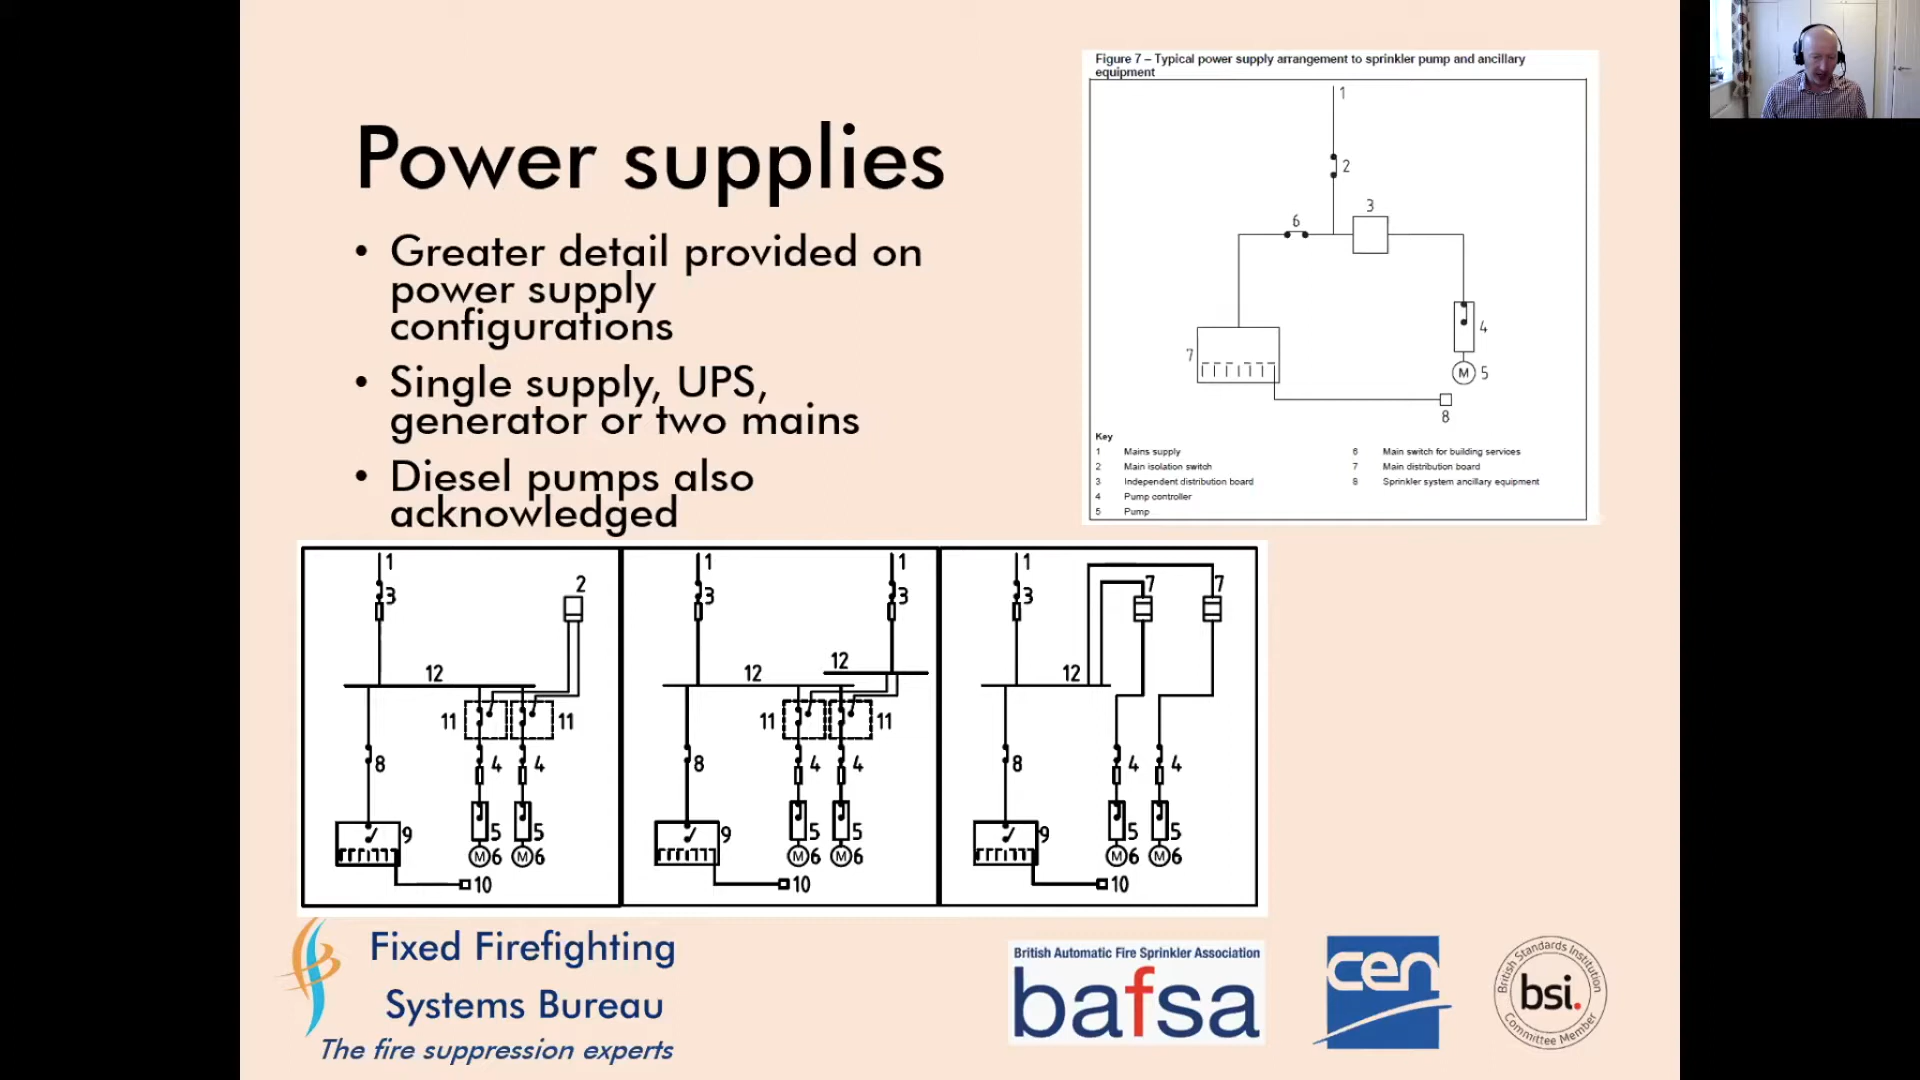 Power supplies
• Greater detail provided on
power supply
configurations
• Single supply, UPS,
generator or two mains
• Diesel pumps also
acknowledged
Figure 7 – Typical power supply arrangement to sprinkler pump and ancillary
equipment
1
2
3
6
4
7
M 5
8
Key
1 Mains supply
2 Main isolation switch
3 Independent distribution board
4 Pump controller
5 Pump
6 Main switch for building services
7 Main distribution board
8 Sprinkler system ancillary equipment
1
2
3
12
11 11
8 4 4
9 5 5
M 6 M 6
10
1 1
3 3
12 12
11 11
8 4 4
9 5 5
M 6 M 6
10
1 7 7
3
12
8 4 4
9 5 5
M 6 M 6
10
Fixed Firefighting
Systems Bureau
The fire suppression experts
British Automatic Fire Sprinkler Association
bafsa
cen
British Standards Institution
bsi.
Committee Member